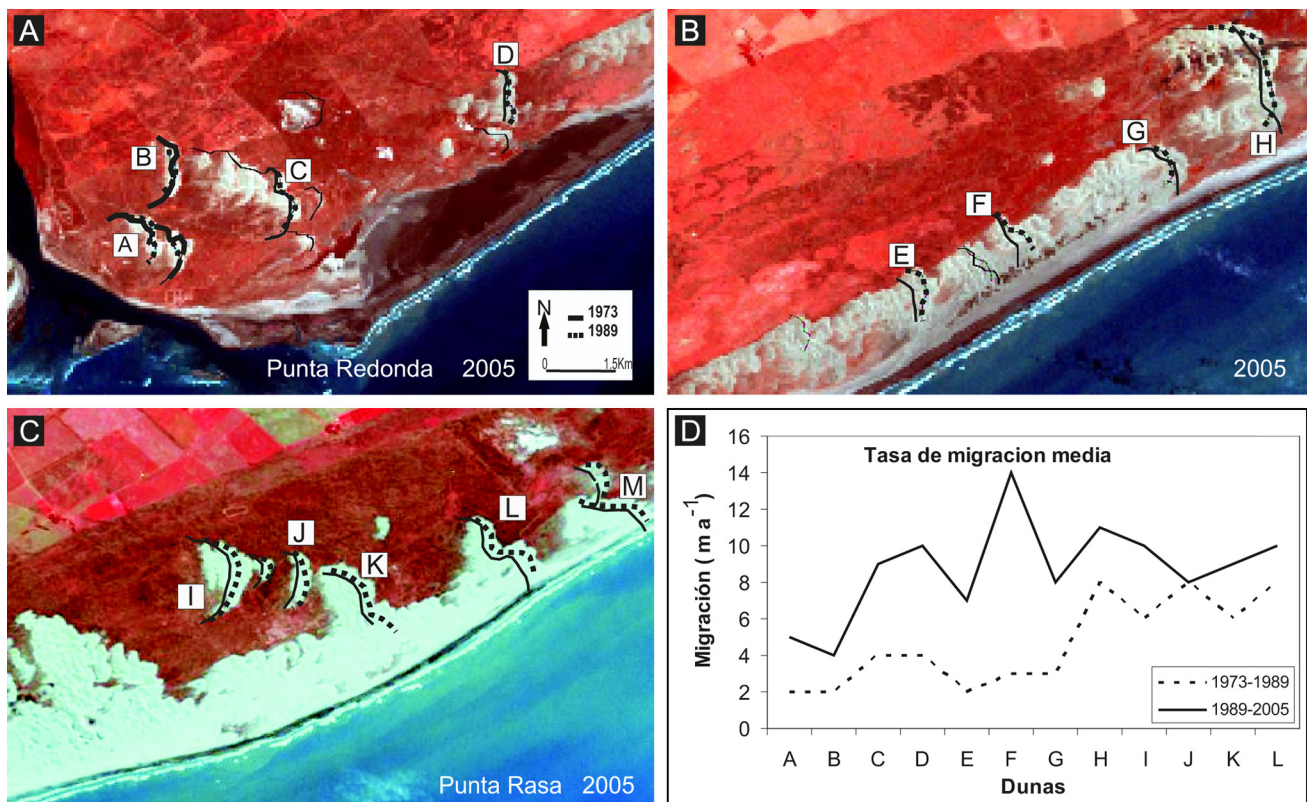 A
D
B
C
A
N
1973
1989
0 1.5Km
Punta Redonda 2005
B
H
G
F
E
2005
C
M
L
J
K
I
Punta Rasa 2005
D
Tasa de migracion media
Migración ( m a-1)
16
14
12
10
8
6
4
2
0
1973-1989
1989-2005
A B C D E F G H I J K L
Dunas